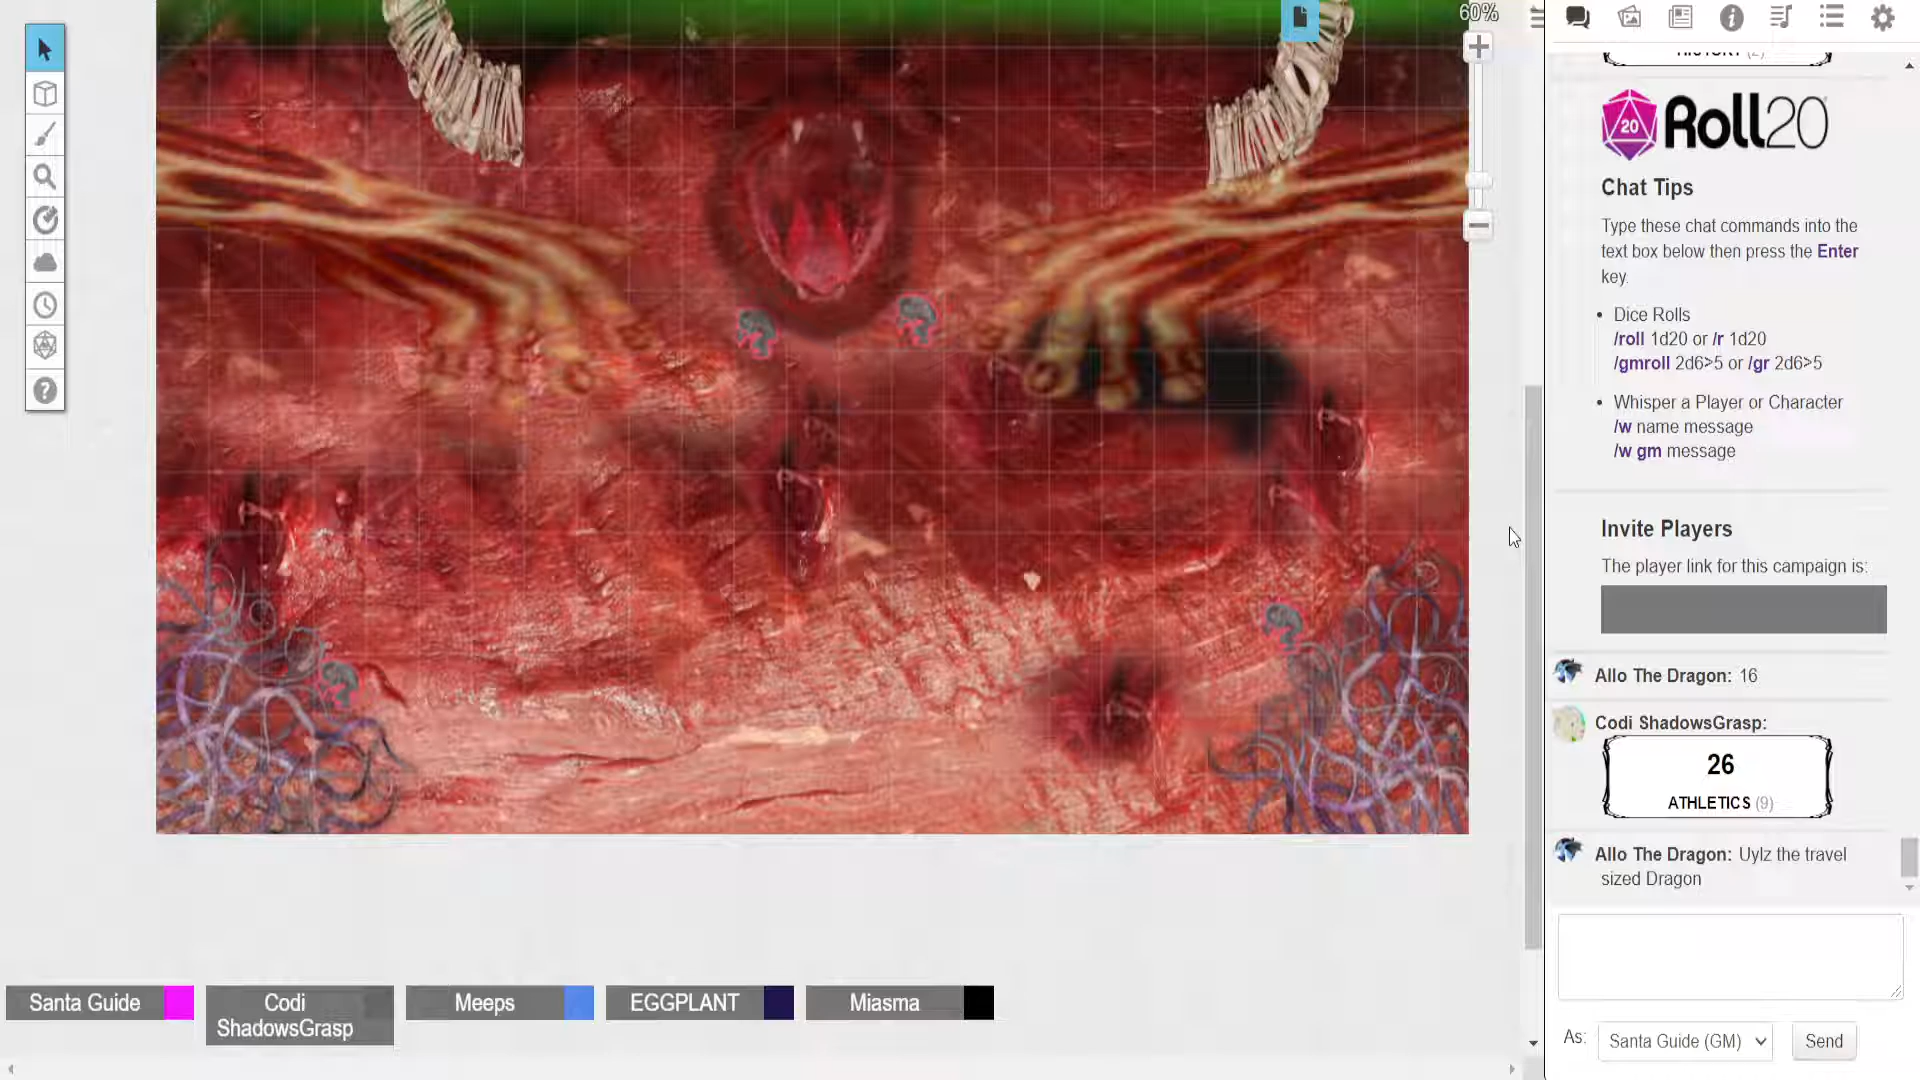 60%
HISTORY (2)
20
Roll20
Chat Tips
Type these chat commands into the
text box below then press the Enter
key.
Dice Rolls
/roll 1d20 or /r 1d20
/gmroll 2d6>5 or /gr 2d6>5
Whisper a Player or Character
/w name message
/w gm message
Invite Players
The player link for this campaign is:
Allo The Dragon: 16
Codi ShadowsGrasp:
26
ATHLETICS (9)
Allo The Dragon: Uylz the travel
sized Dragon
As: Santa Guide (GM) Send
Santa Guide
Codi
ShadowsGrasp
Meeps
EGGPLANT
Miasma